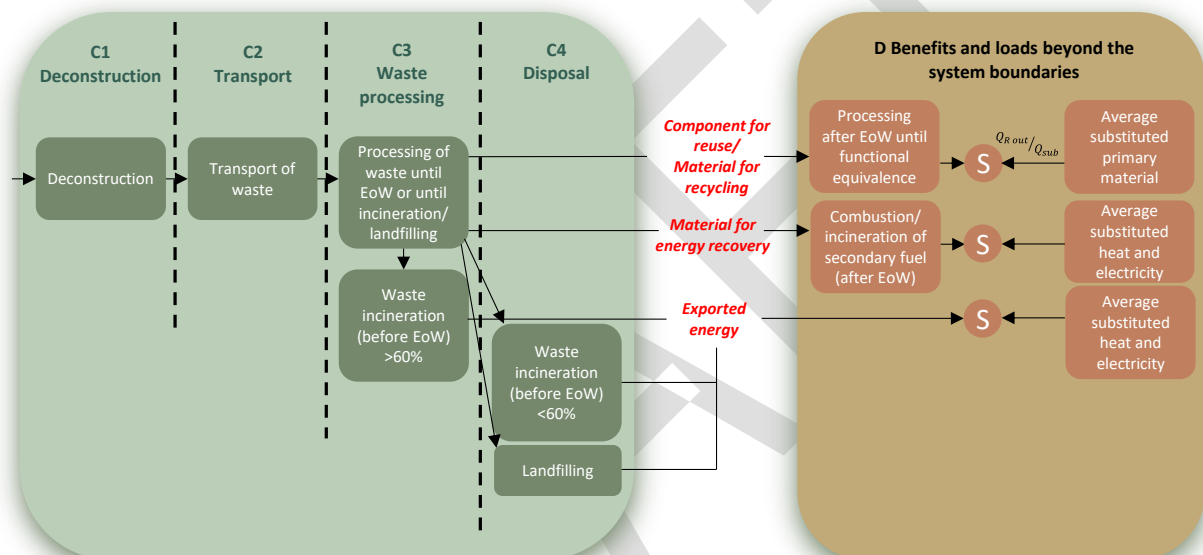 C1
Deconstruction
C2
Transport
C3
Waste
processing
C4
Disposal
Deconstruction
Transport of
waste
Processing of
waste until
EoW or until
incineration/
landfilling
Waste
incineration
(before EoW)
>60%
Waste
incineration
(before EoW)
<60%
Landfilling
Component for
reuse/
Material for
recycling
Material for
energy recovery
Exported
energy
D Benefits and loads beyond the
system boundaries
Processing
after EoW until
functional
equivalence
S
Q_{R out}/Q_{sub}
Average
substituted
primary
material
Combustion/
incineration of
secondary fuel
(after EoW)
S
Average
substituted
heat and
electricity
S
Average
substituted
heat and
electricity